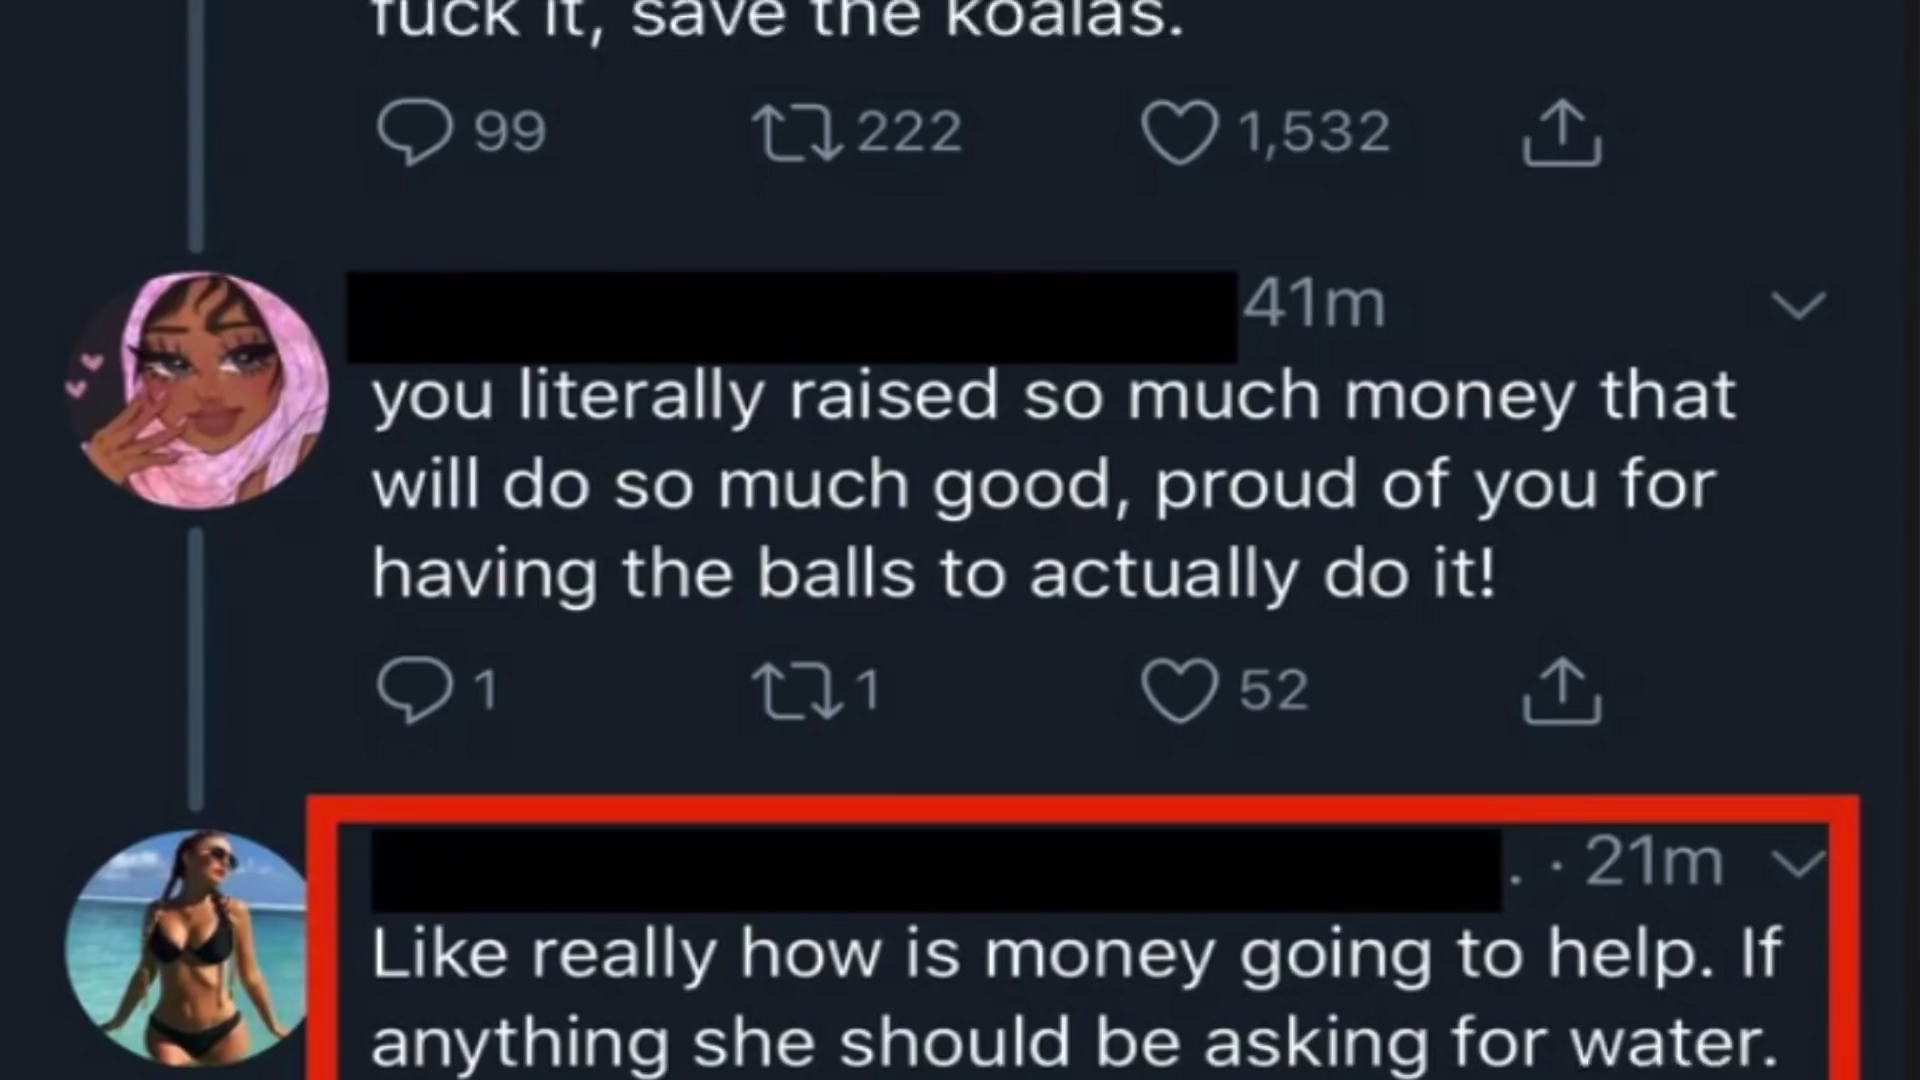 fuck it, save the koalas.
99 222 1,532
41m
you literally raised so much money that
will do so much good, proud of you for
having the balls to actually do it!
1 1 52
. · 21m
Like really how is money going to help. If
anything she should be asking for water.